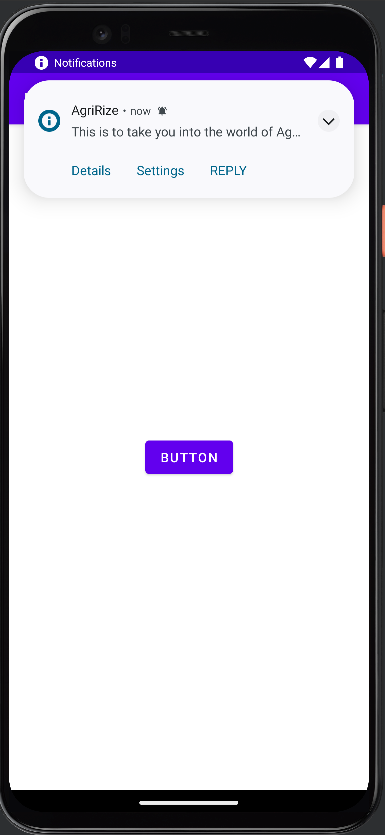 Notifications
AgriRize • now
This is to take you into the world of Ag...
Details Settings REPLY
BUTTON